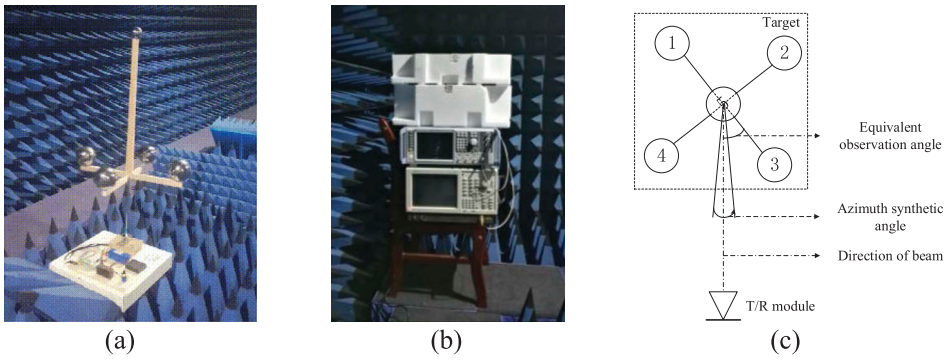 Target
1
2
Equivalent
observation angle
4
3
Azimuth synthetic
angle
Direction of beam
T/R module
(a)
(b)
(c)